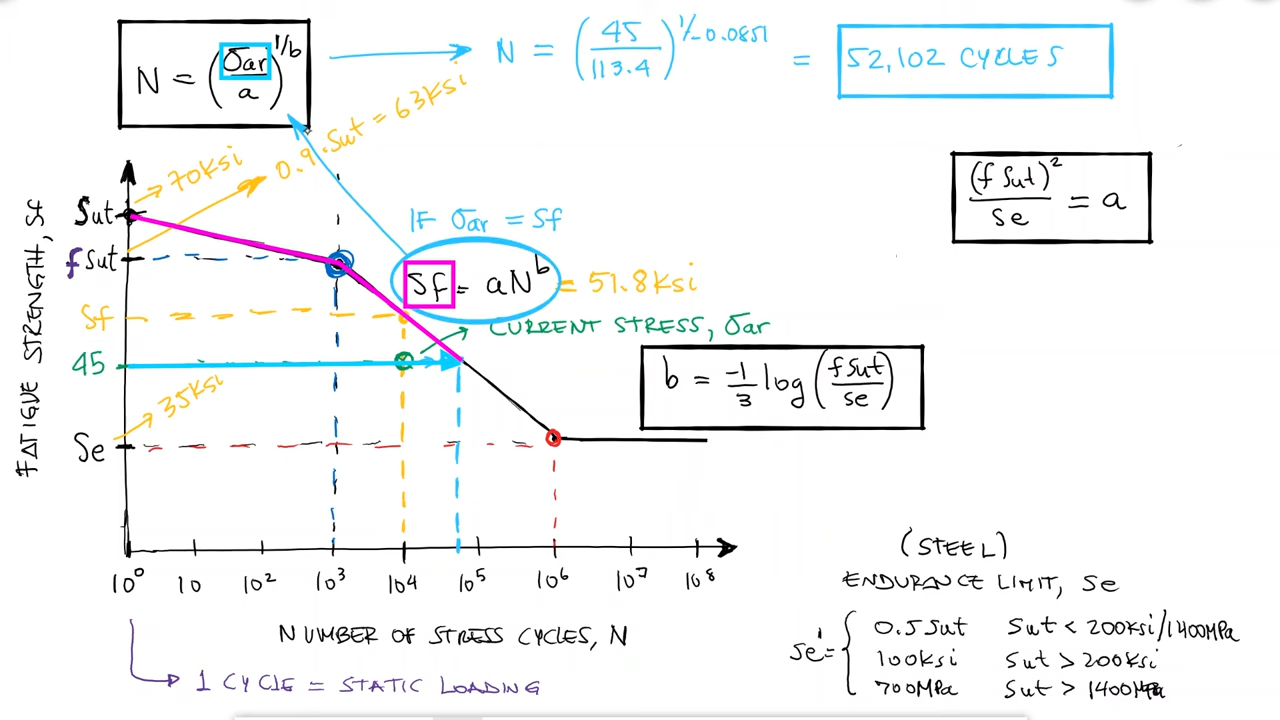 N = (σar/a)^1/b
N = (45/113.4)^1/-0.0851 = 52,102 CYCLES
0.9·Sut = 63ksi
70ksi
(f Sut)²/Se = a
FATIGUE STRENGTH, Sf
Sut
fSut
Sf
45
35ksi
Se
IF σar = Sf
Sf = aN^b = 51.8ksi
CURRENT STRESS, σar
b = -1/3 log(fSut/Se)
10⁰ 10 10² 10³ 10⁴ 10⁵ 10⁶ 10⁷ 10⁸
NUMBER OF STRESS CYCLES, N
1 CYCLE = STATIC LOADING
(STEEL)
ENDURANCE LIMIT, Se
Se' = {
0.5Sut Sut < 200ksi/1400MPa
100ksi Sut > 200ksi
700MPa Sut > 1400MPa